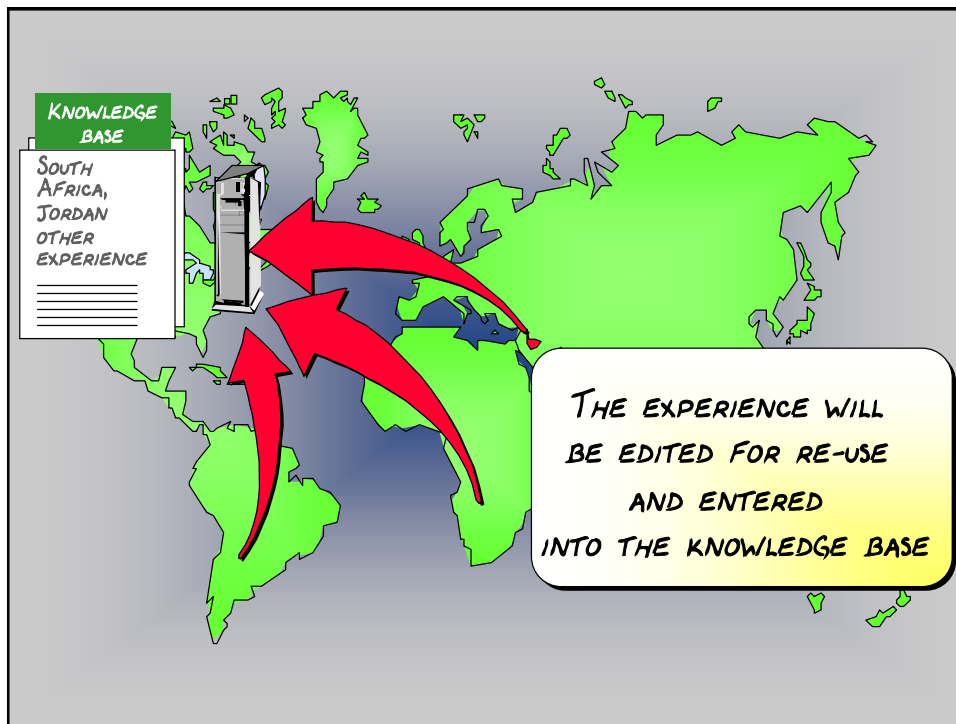 Knowledge
base
South
Africa,
Jordan
other
experience
The experience will
be edited for re-use
and entered
into the knowledge base